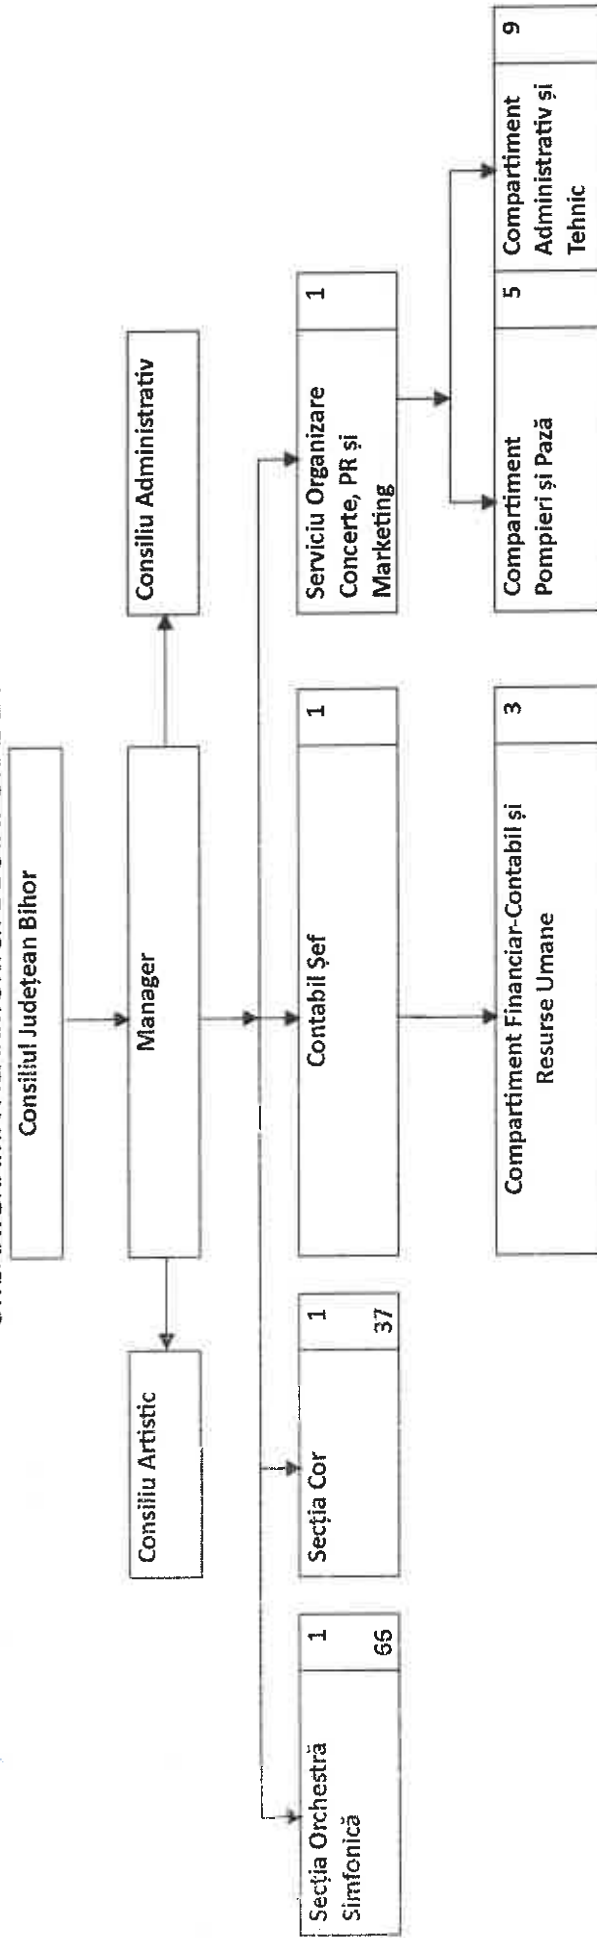 Consiliul Județean Bihor
Consiliu Artistic
Manager
Consiliu Administrativ
Secția Orchestră
Simfonică
1
66
Secția Cor
1
37
Contabil Șef
1
Serviciu Organizare
Concerte, PR și
Marketing
1
Compartiment Financiar-Contabil și
Resurse Umane
3
Compartiment
Pompieri și Pază
5
Compartiment
Administrativ și
Tehnic
9